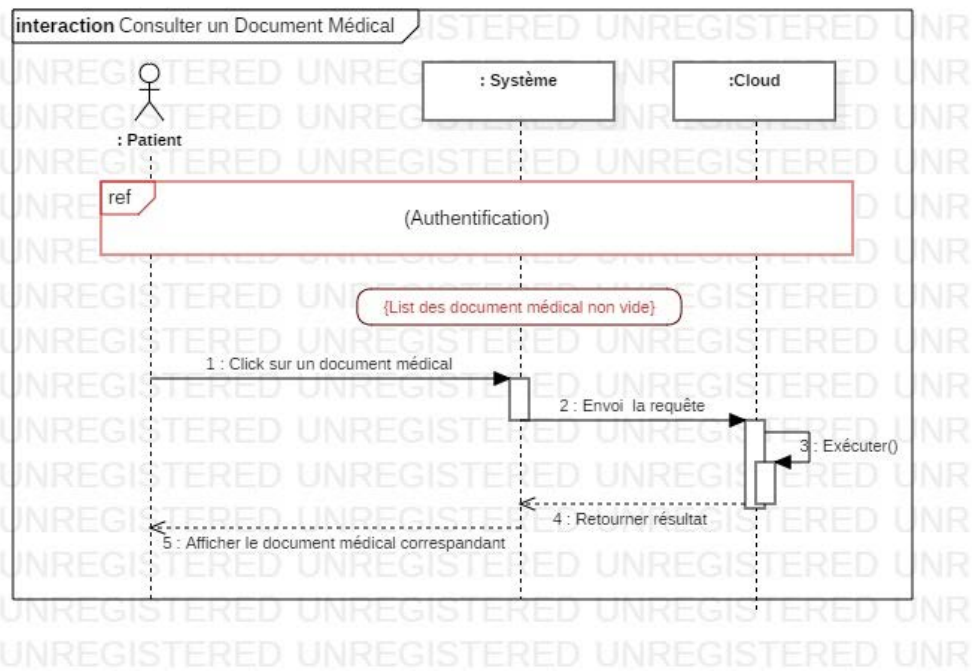 interaction Consulter un Document Médical
: Patient
: Système
:Cloud
ref
(Authentification)
{List des document médical non vide}
1 : Click sur un document médical
2 : Envoi la requête
3 : Exécuter()
4 : Retourner résultat
5 : Afficher le document médical correspandant
UNREGISTERED UNREGISTERED UNREGISTERED UNR